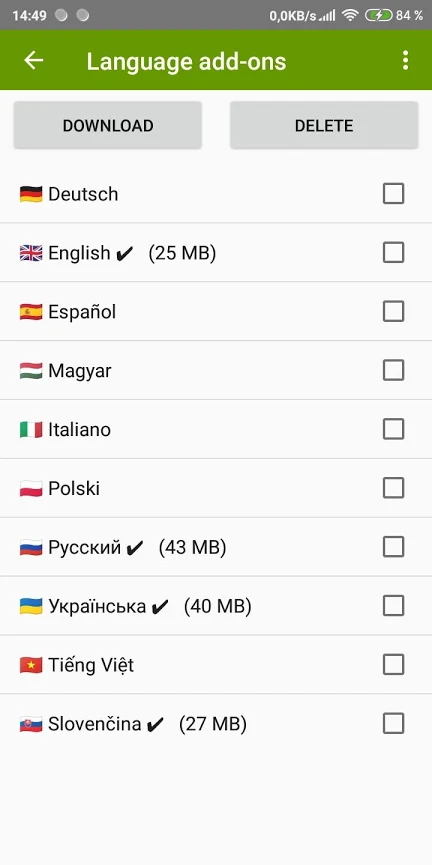 14:49 0,0KB/s 84 %
Language add-ons
DOWNLOAD DELETE
Deutsch
English ✔ (25 MB)
Español
Magyar
Italiano
Polski
Русский ✔ (43 MB)
Українська ✔ (40 MB)
Tiếng Việt
Slovenčina ✔ (27 MB)